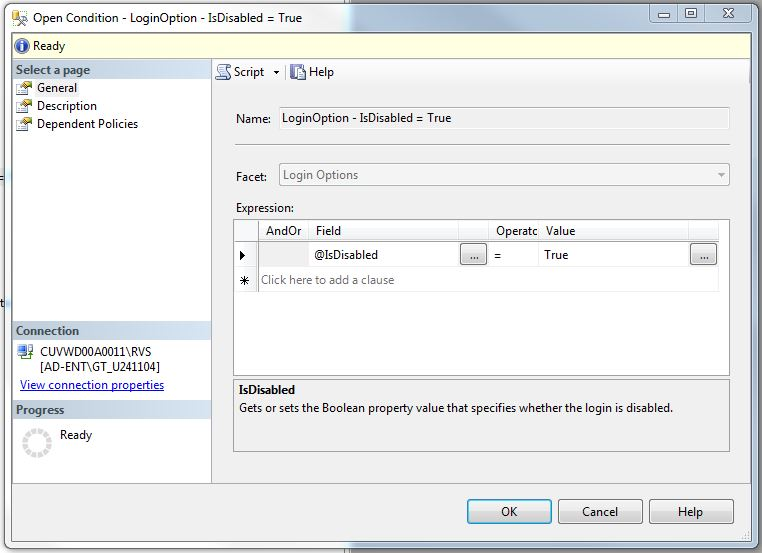 Open Condition - LoginOption - IsDisabled = True
Ready
Select a page
General
Description
Dependent Policies
Script
Help
Name: LoginOption - IsDisabled = True
Facet: Login Options
Expression:
AndOr Field Operato Value
@IsDisabled ... = True ...
Click here to add a clause
Connection
CUVWD00A0011\RVS
[AD-ENT\GT_U241104]
View connection properties
IsDisabled
Gets or sets the Boolean property value that specifies whether the login is disabled.
Progress
Ready
OK Cancel Help